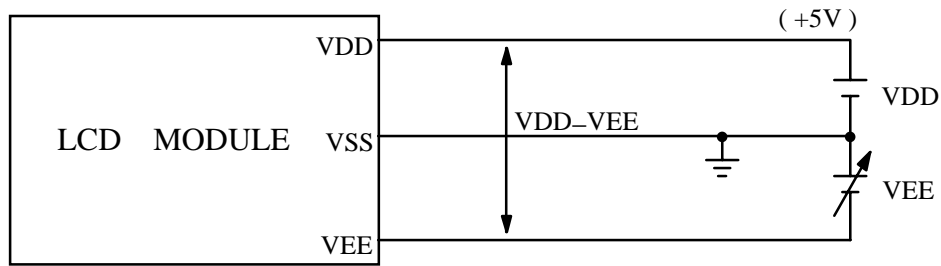 ( +5V )
VDD
VDD
LCD MODULE
VSS
VDD–VEE
VEE
VEE